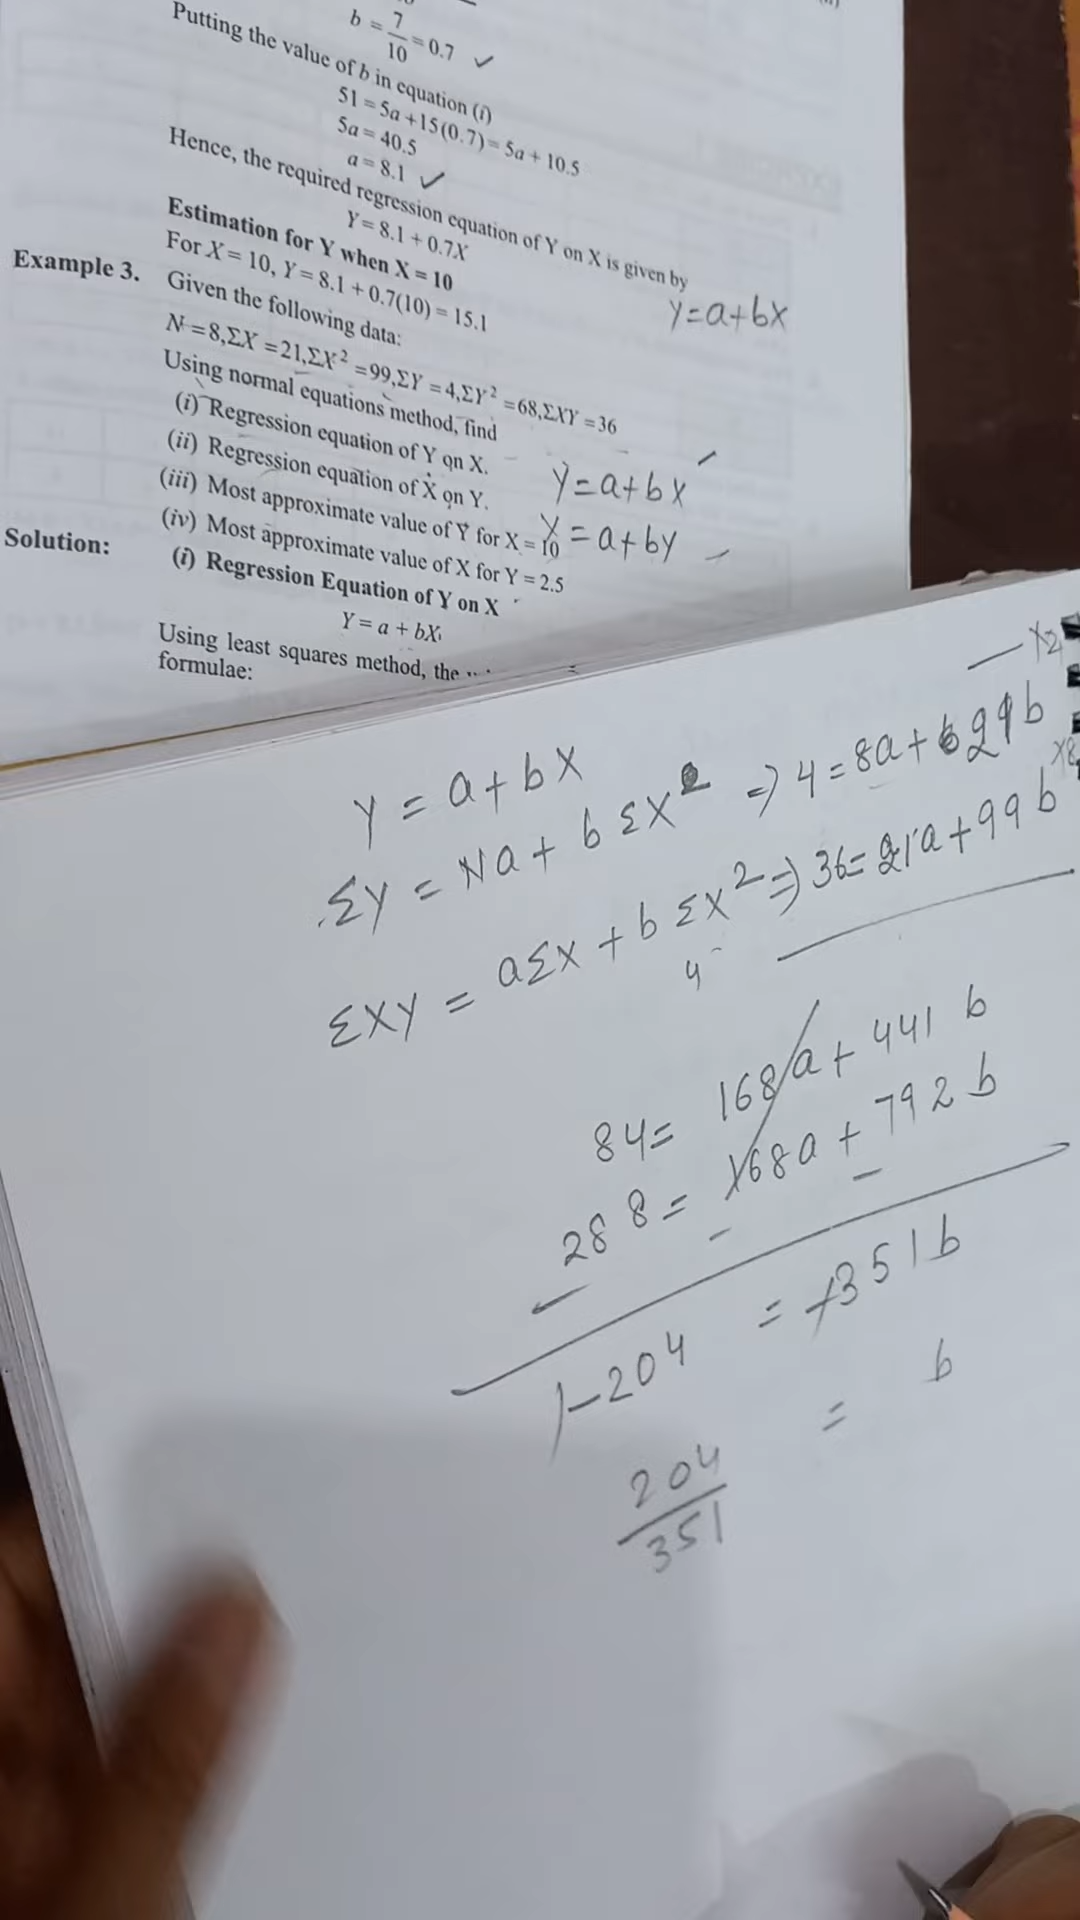 b = 7/10 = 0.7 ✓
Putting the value of b in equation (i)
51 = 5a + 15(0.7) = 5a + 10.5
5a = 40.5
a = 8.1 ✓
Hence, the required regression equation of Y on X is given by
Y = 8.1 + 0.7X
Y = a + bX
Estimation for Y when X = 10
For X = 10, Y = 8.1 + 0.7(10) = 15.1
Example 3. Given the following data:
N = 8, ΣX = 21, ΣX² = 99, ΣY = 4, ΣY² = 68, ΣXY = 36
Using normal equations method, find
(i) Regression equation of Y on X. Y = a + bX
(ii) Regression equation of X on Y. X = a + bY
(iii) Most approximate value of Y for X = 10
(iv) Most approximate value of X for Y = 2.5
Solution: (i) Regression Equation of Y on X
Y = a + bX
Using least squares method, the
formulae:
Y = a + bX
ΣY = Na + bΣX => 4 = 8a + 21b
ΣXY = aΣX + bΣX² => 36 = 21a + 99b
4
84 = 168a + 441b
288 = 168a + 792b
- - -
-204 = -351b
204/351 = b